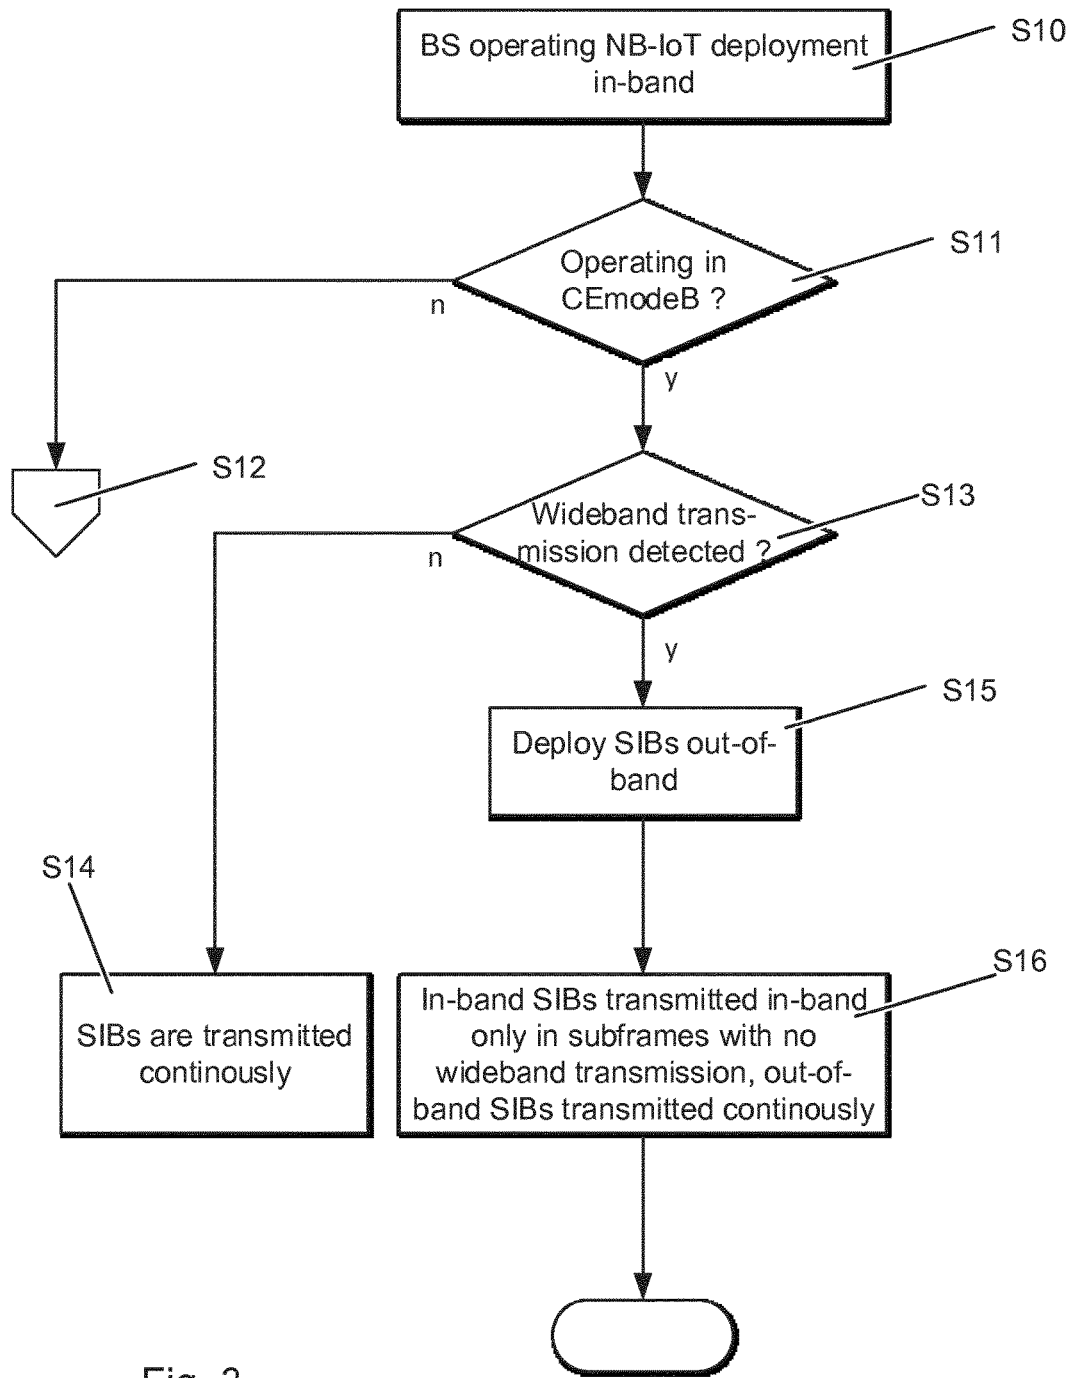 BS operating NB-IoT deployment
in-band
S10
Operating in
CEmodeB ?
S11
n
y
S12
Wideband trans-
mission detected ?
S13
n
y
S15
Deploy SIBs out-of-
band
S14
SIBs are transmitted
continously
S16
In-band SIBs transmitted in-band
only in subframes with no
wideband transmission, out-of-
band SIBs transmitted continously